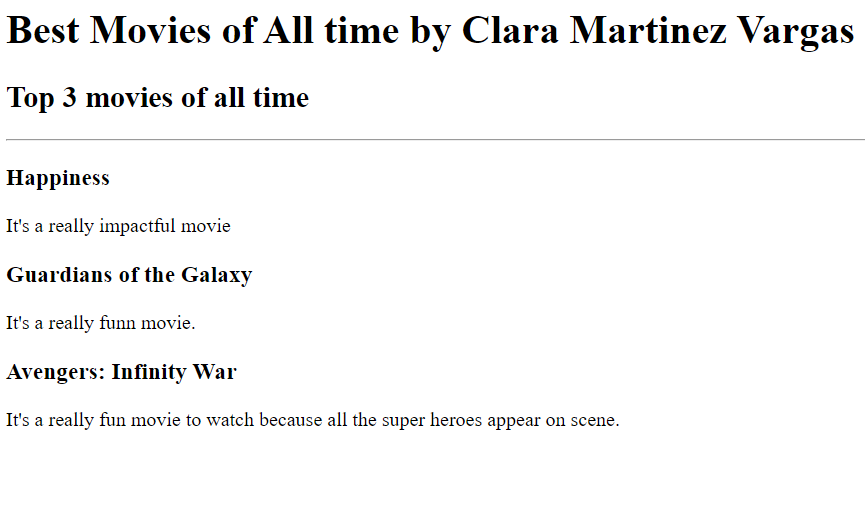 Best Movies of All time by Clara Martinez Vargas
Top 3 movies of all time
Happiness
It's a really impactful movie
Guardians of the Galaxy
It's a really funn movie.
Avengers: Infinity War
It's a really fun movie to watch because all the super heroes appear on scene.